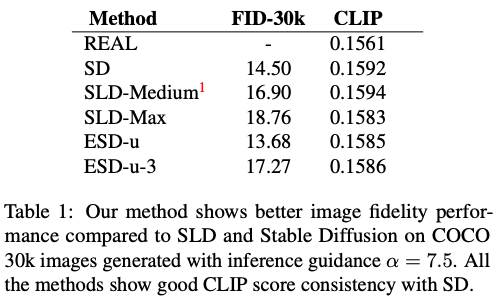 Method FID-30k CLIP
REAL - 0.1561
SD 14.50 0.1592
SLD-Medium¹ 16.90 0.1594
SLD-Max 18.76 0.1583
ESD-u 13.68 0.1585
ESD-u-3 17.27 0.1586
Table 1: Our method shows better image fidelity perfor-
mance compared to SLD and Stable Diffusion on COCO
30k images generated with inference guidance α = 7.5. All
the methods show good CLIP score consistency with SD.